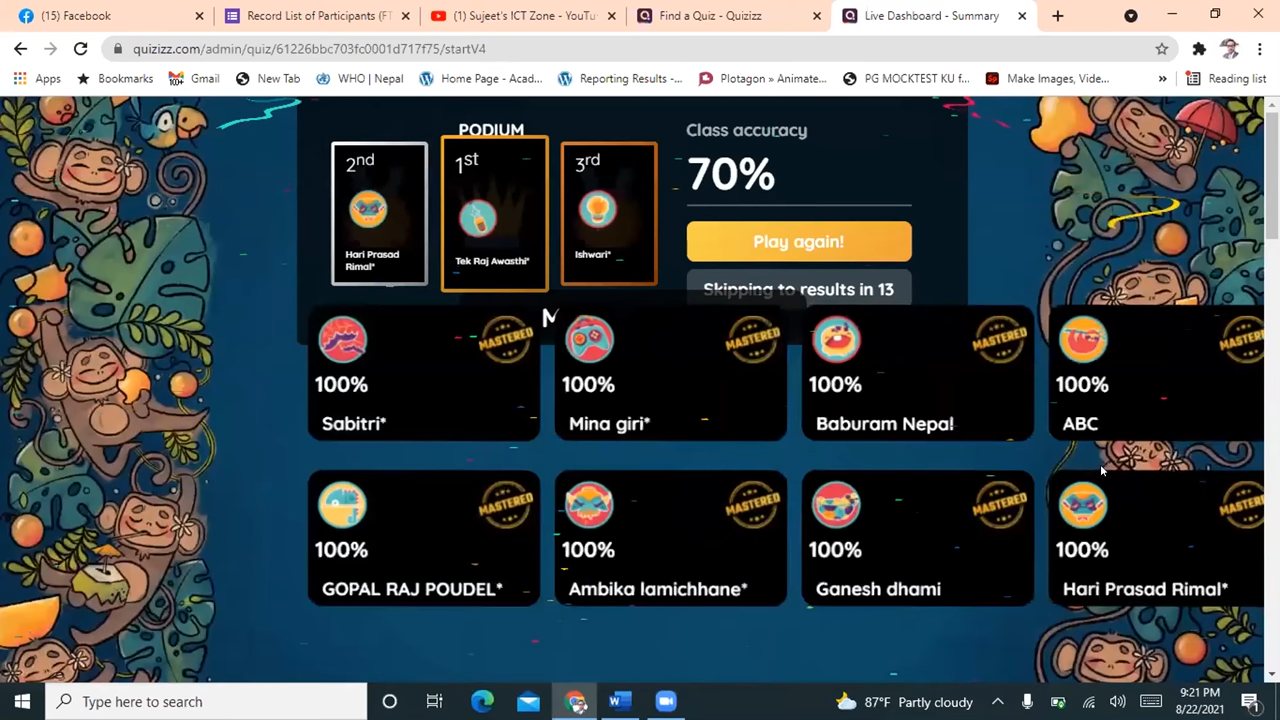 (15) Facebook
Record List of Participants (FT
(1) Sujeet's ICT Zone - YouTu
Find a Quiz - Quizizz
Live Dashboard - Summary
quizizz.com/admin/quiz/61226bbc703fc0001d717f75/startV4
Apps
Bookmarks
100+
Gmail
New Tab
WHO | Nepal
Home Page - Acad...
Reporting Results -...
Plotagon » Animate...
PG MOCKTEST KU f...
Sp
Make Images, Vide...
»
Reading list
PODIUM
2nd
Hari Prasad
Rimal*
1st
Tek Raj Awasthi*
3rd
Ishwari*
Class accuracy
70%
Play again!
Skipping to results in 13
MASTERED
100%
Sabitri*
MASTERED
100%
Mina giri*
MASTERED
100%
Baburam Nepal
MASTERED
100%
ABC
MASTERED
100%
GOPAL RAJ POUDEL*
MASTERED
100%
Ambika lamichhane*
MASTERED
100%
Ganesh dhami
MASTERED
100%
Hari Prasad Rimal*
Type here to search
87°F Partly cloudy
9:21 PM
8/22/2021
1